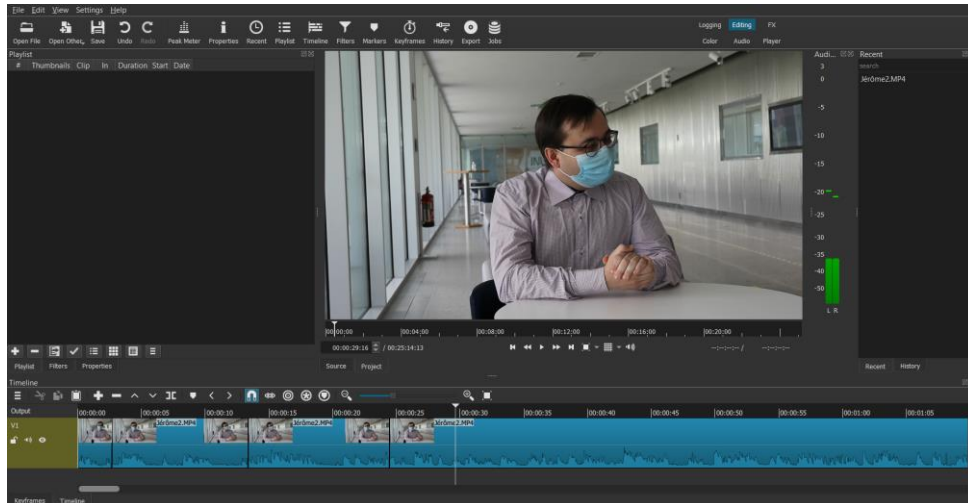 File Edit View Settings Help
Open File Open Other... Save Undo Redo Peak Meter Properties Recent Playlist Timeline Filters Markers Keyframes History Export Jobs
Logging Editing FX
Color Audio Player
Playlist
# Thumbnails Clip In Duration Start Date
Audi... Recent
search
Jérôme2.MP4
3
0
-5
-10
-15
-20
-25
-30
-35
-40
-50
L R
00:00:00 00:04:00 00:08:00 00:12:00 00:16:00 00:20:00
00:00:29:16 / 00:25:14:13 --:--:--:-- / --:--:--:--
Playlist Filters Properties
Source Project
Recent History
Timeline
Output 00:00:00 00:00:05 00:00:10 00:00:15 00:00:20 00:00:25 00:00:30 00:00:35 00:00:40 00:00:45 00:00:50 00:00:55 00:01:00 00:01:05
V1
Jérôme2.MP4 Jérôme2.MP4 Jérôme2.MP4
Keyframes Timeline